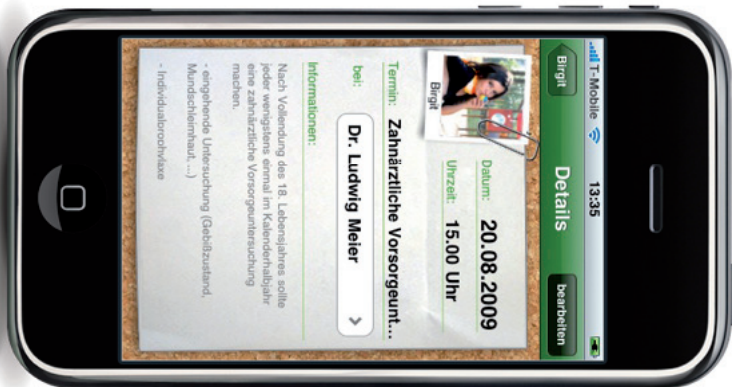 T-Mobile 13:35
Birgit Details bearbeiten
Datum: 20.08.2009
Uhrzeit: 15.00 Uhr
Birgit
Termin: Zahnärztliche Vorsorgeunt...
bei: Dr. Ludwig Meier
Informationen:
Nach Vollendung des 18. Lebensjahres sollte
jeder wenigstens einmal im Kalenderhalbjahr
eine zahnärztliche Vorsorgeuntersuchung
machen.
- eingehende Untersuchung (Gebißzustand,
Mundschleimhaut, ...)
- Individualprophylaxe